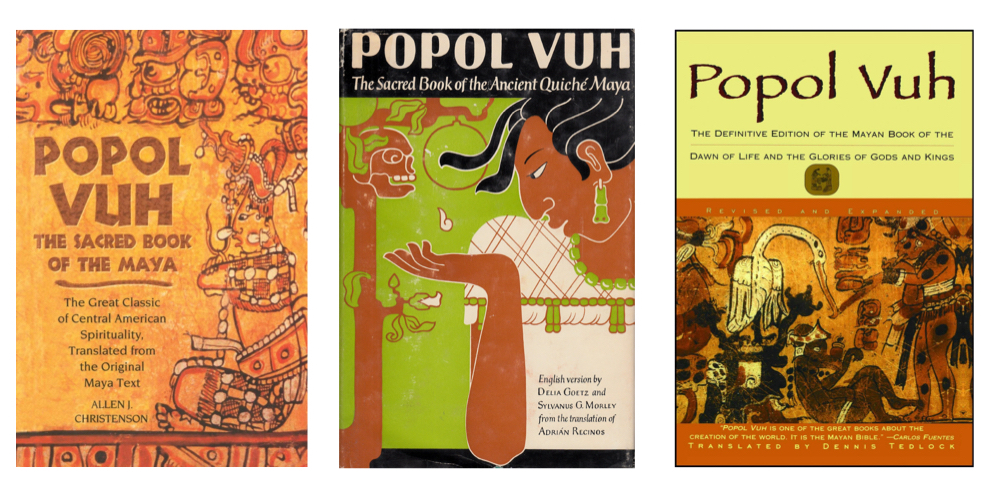 POPOL
VUH
THE SACRED BOOK
OF THE MAYA
The Great Classic
of Central American
Spirituality,
Translated from
the Original
Maya Text
ALLEN J.
CHRISTENSON
POPOL VUH
The Sacred Book of the Ancient Quiché Maya
English version by
DELIA GOETZ and
SYLVANUS G. MORLEY
from the translation of
ADRIÁN RECINOS
Popol Vuh
THE DEFINITIVE EDITION OF THE MAYAN BOOK OF THE
DAWN OF LIFE AND THE GLORIES OF GODS AND KINGS
REVISED AND EXPANDED
"POPOL VUH IS ONE OF THE GREAT BOOKS ABOUT THE
CREATION OF THE WORLD. IT IS THE MAYAN BIBLE." —CARLOS FUENTES
TRANSLATED BY DENNIS TEDLOCK